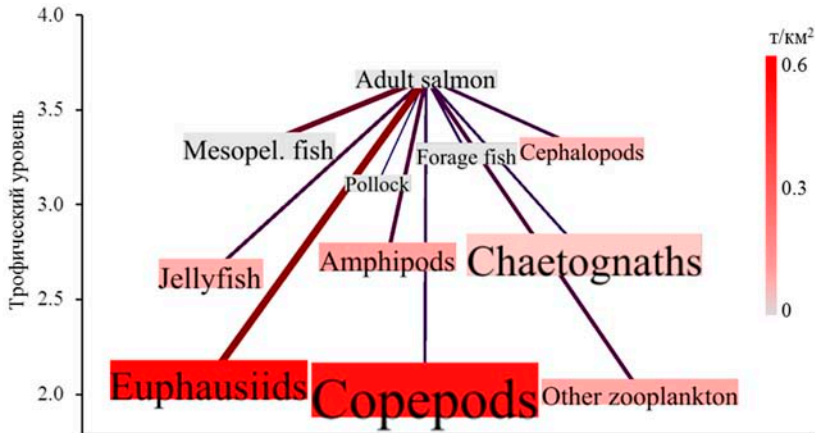 4.0
т/км²
0.6
Adult salmon
3.5
Mesopel. fish
Forage fish
Cephalopods
Pollock
0.3
Трофический уровень
3.0
Jellyfish
Amphipods
Chaetognaths
0
2.5
Euphausiids
Copepods
Other zooplankton
2.0